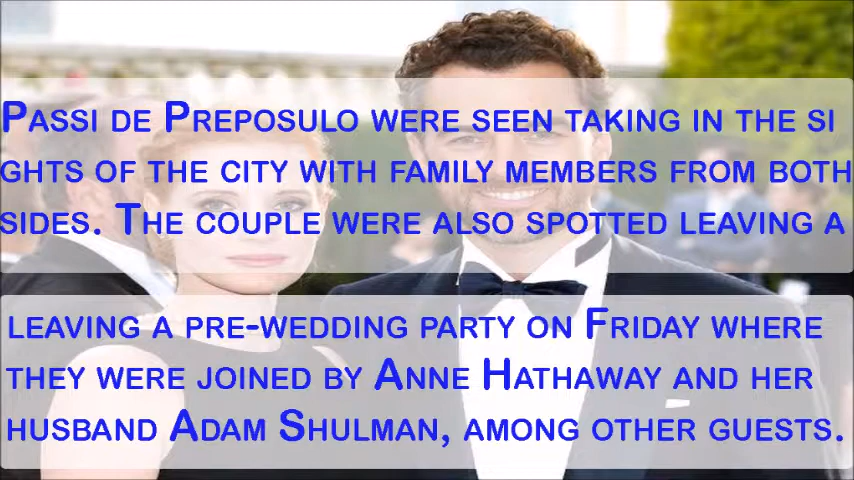 Passi de Preposulo were seen taking in the si
ghts of the city with family members from both
sides. The couple were also spotted leaving a
leaving a pre-wedding party on Friday where
they were joined by Anne Hathaway and her
husband Adam Shulman, among other guests.